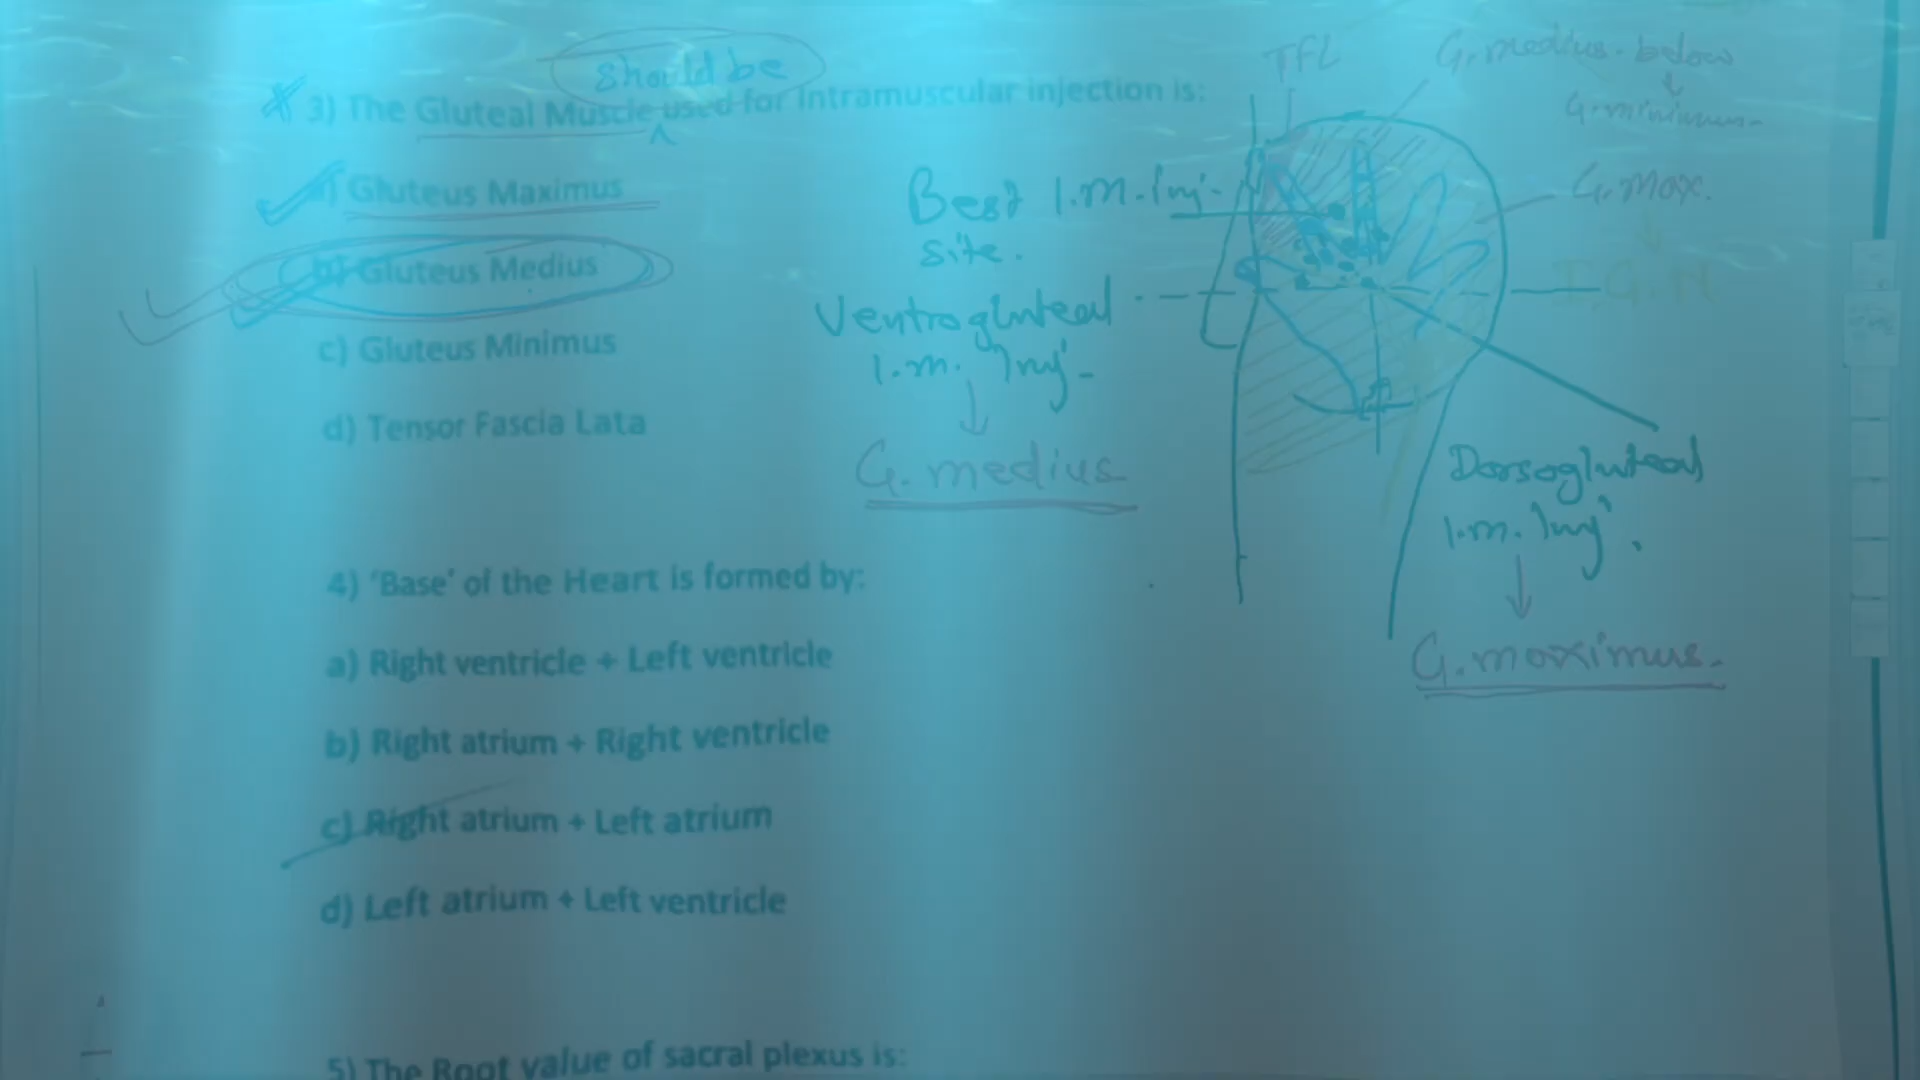 should be
3) The Gluteal Muscle ^ used for Intramuscular injection is:
a) Gluteus Maximus
b) Gluteus Medius
c) Gluteus Minimus
d) Tensor Fascia Lata
TFL
G.medius. below
G.minimus-
G.max.
I.G.N
Best I.M. Inj-
site.
Ventrogluteal
I.m. Inj-
G. medius
Dorsogluteal
I.m. Inj.
G. maximus.
4) 'Base' of the Heart is formed by:
a) Right ventricle + Left ventricle
b) Right atrium + Right ventricle
c) Right atrium + Left atrium
d) Left atrium + Left ventricle
5) The Root value of sacral plexus is: